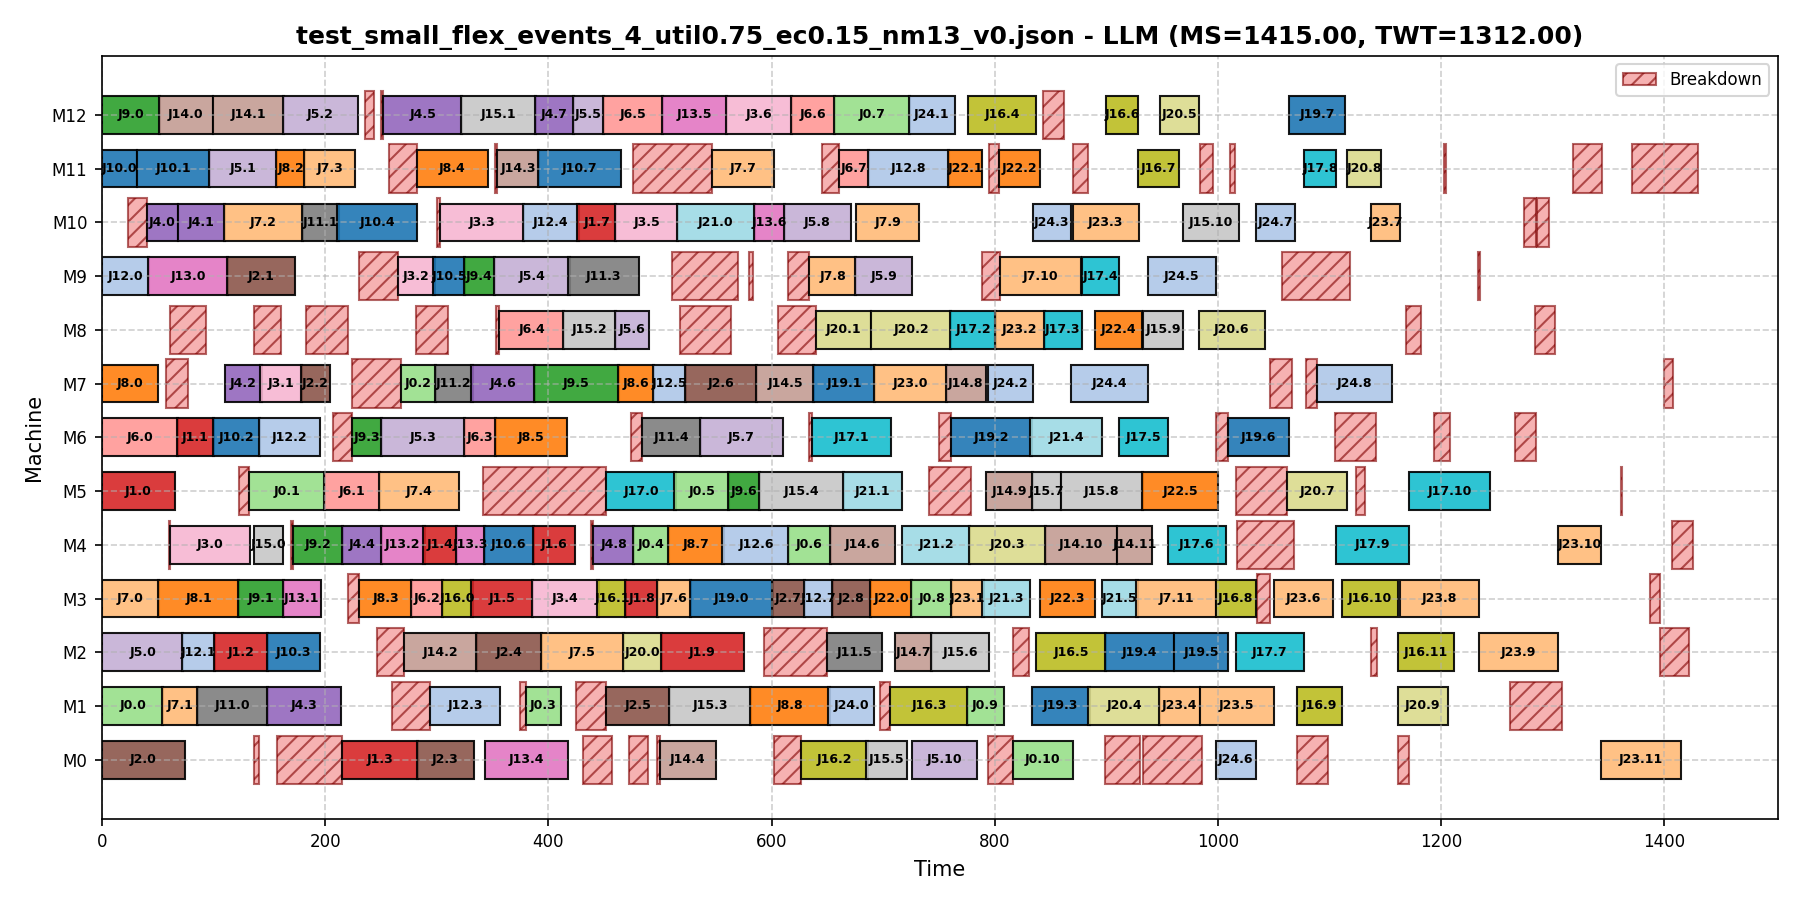 test_small_flex_events_4_util0.75_ec0.15_nm13_v0.json - LLM (MS=1415.00, TWT=1312.00)
Breakdown
M12 J9.0 J14.0 J14.1 J5.2 J4.5 J15.1 J4.7 J5.5 J6.5 J13.5 J3.6 J6.6 J0.7 J24.1 J16.4 J16.6 J20.5 J19.7
M11 J10.0 J10.1 J5.1 J8.2 J7.3 J8.4 J14.3 J10.7 J7.7 J6.7 J12.8 J22.1 J22.2 J16.7 J17.8 J20.8
M10 J4.0 J4.1 J7.2 J11.1 J10.4 J3.3 J12.4 J1.7 J3.5 J21.0 J13.6 J5.8 J7.9 J24.3 J23.3 J15.10 J24.7 J23.7
M9 J12.0 J13.0 J2.1 J3.2 J10.5 J9.4 J5.4 J11.3 J7.8 J5.9 J7.10 J17.4 J24.5
M8 J6.4 J15.2 J5.6 J20.1 J20.2 J17.2 J23.2 J17.3 J22.4 J15.9 J20.6
M7 J8.0 J4.2 J3.1 J2.2 J0.2 J11.2 J4.6 J9.5 J8.6 J12.5 J2.6 J14.5 J19.1 J23.0 J14.8 J24.2 J24.4 J24.8
M6 J6.0 J1.1 J10.2 J12.2 J9.3 J5.3 J6.3 J8.5 J11.4 J5.7 J17.1 J19.2 J21.4 J17.5 J19.6
M5 J1.0 J0.1 J6.1 J7.4 J17.0 J0.5 J9.6 J15.4 J21.1 J14.9 J15.7 J15.8 J22.5 J20.7 J17.10
M4 J3.0 J15.0 J9.2 J4.4 J13.2 J1.4 J13.3 J10.6 J1.6 J4.8 J0.4 J8.7 J12.6 J0.6 J14.6 J21.2 J20.3 J14.10 J14.11 J17.6 J17.9 J23.10
M3 J7.0 J8.1 J9.1 J13.1 J8.3 J6.2 J16.0 J1.5 J3.4 J16.1 J1.8 J7.6 J19.0 J2.7 J12.7 J2.8 J22.0 J0.8 J23.1 J21.3 J22.3 J21.5 J7.11 J16.8 J23.6 J16.10 J23.8
M2 J5.0 J12.1 J1.2 J10.3 J14.2 J2.4 J7.5 J20.0 J1.9 J11.5 J14.7 J15.6 J16.5 J19.4 J19.5 J17.7 J16.11 J23.9
M1 J0.0 J7.1 J11.0 J4.3 J12.3 J0.3 J2.5 J15.3 J8.8 J24.0 J16.3 J0.9 J19.3 J20.4 J23.4 J23.5 J16.9 J20.9
M0 J2.0 J1.3 J2.3 J13.4 J14.4 J16.2 J15.5 J5.10 J0.10 J24.6 J23.11
0 200 400 600 800 1000 1200 1400
Time
Machine